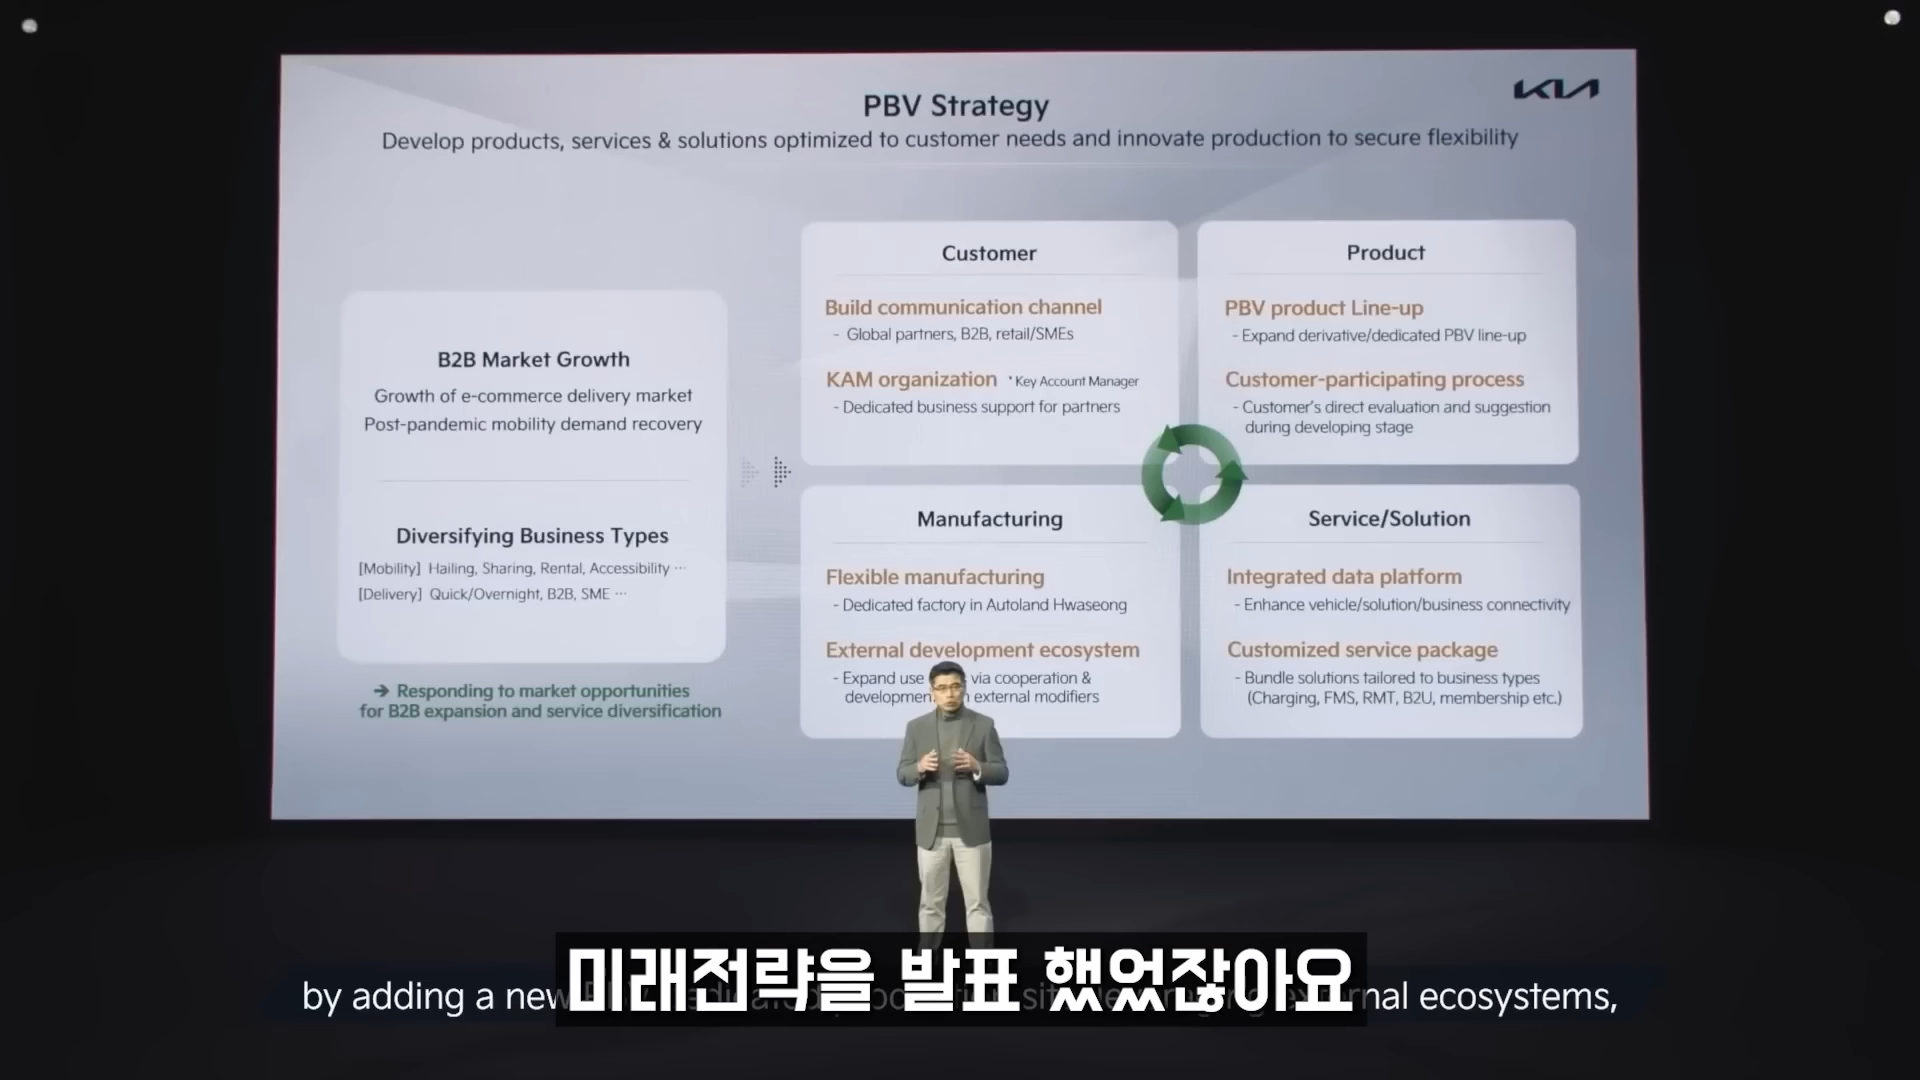 KIA
PBV Strategy
Develop products, services & solutions optimized to customer needs and innovate production to secure flexibility
B2B Market Growth
Growth of e-commerce delivery market
Post-pandemic mobility demand recovery
Diversifying Business Types
[Mobility] Hailing, Sharing, Rental, Accessibility ···
[Delivery] Quick/Overnight, B2B, SME ···
➔ Responding to market opportunities
for B2B expansion and service diversification
Customer
Build communication channel
- Global partners, B2B, retail/SMEs
KAM organization * Key Account Manager
- Dedicated business support for partners
Product
PBV product Line-up
- Expand derivative/dedicated PBV line-up
Customer-participating process
- Customer's direct evaluation and suggestion
during developing stage
Manufacturing
Flexible manufacturing
- Dedicated factory in Autoland Hwaseong
External development ecosystem
- Expand use via cooperation &
development external modifiers
Service/Solution
Integrated data platform
- Enhance vehicle/solution/business connectivity
Customized service package
- Bundle solutions tailored to business types
(Charging, FMS, RMT, B2U, membership etc.)
미래전략을 발표 했었잖아요
by adding a new ecosystems,